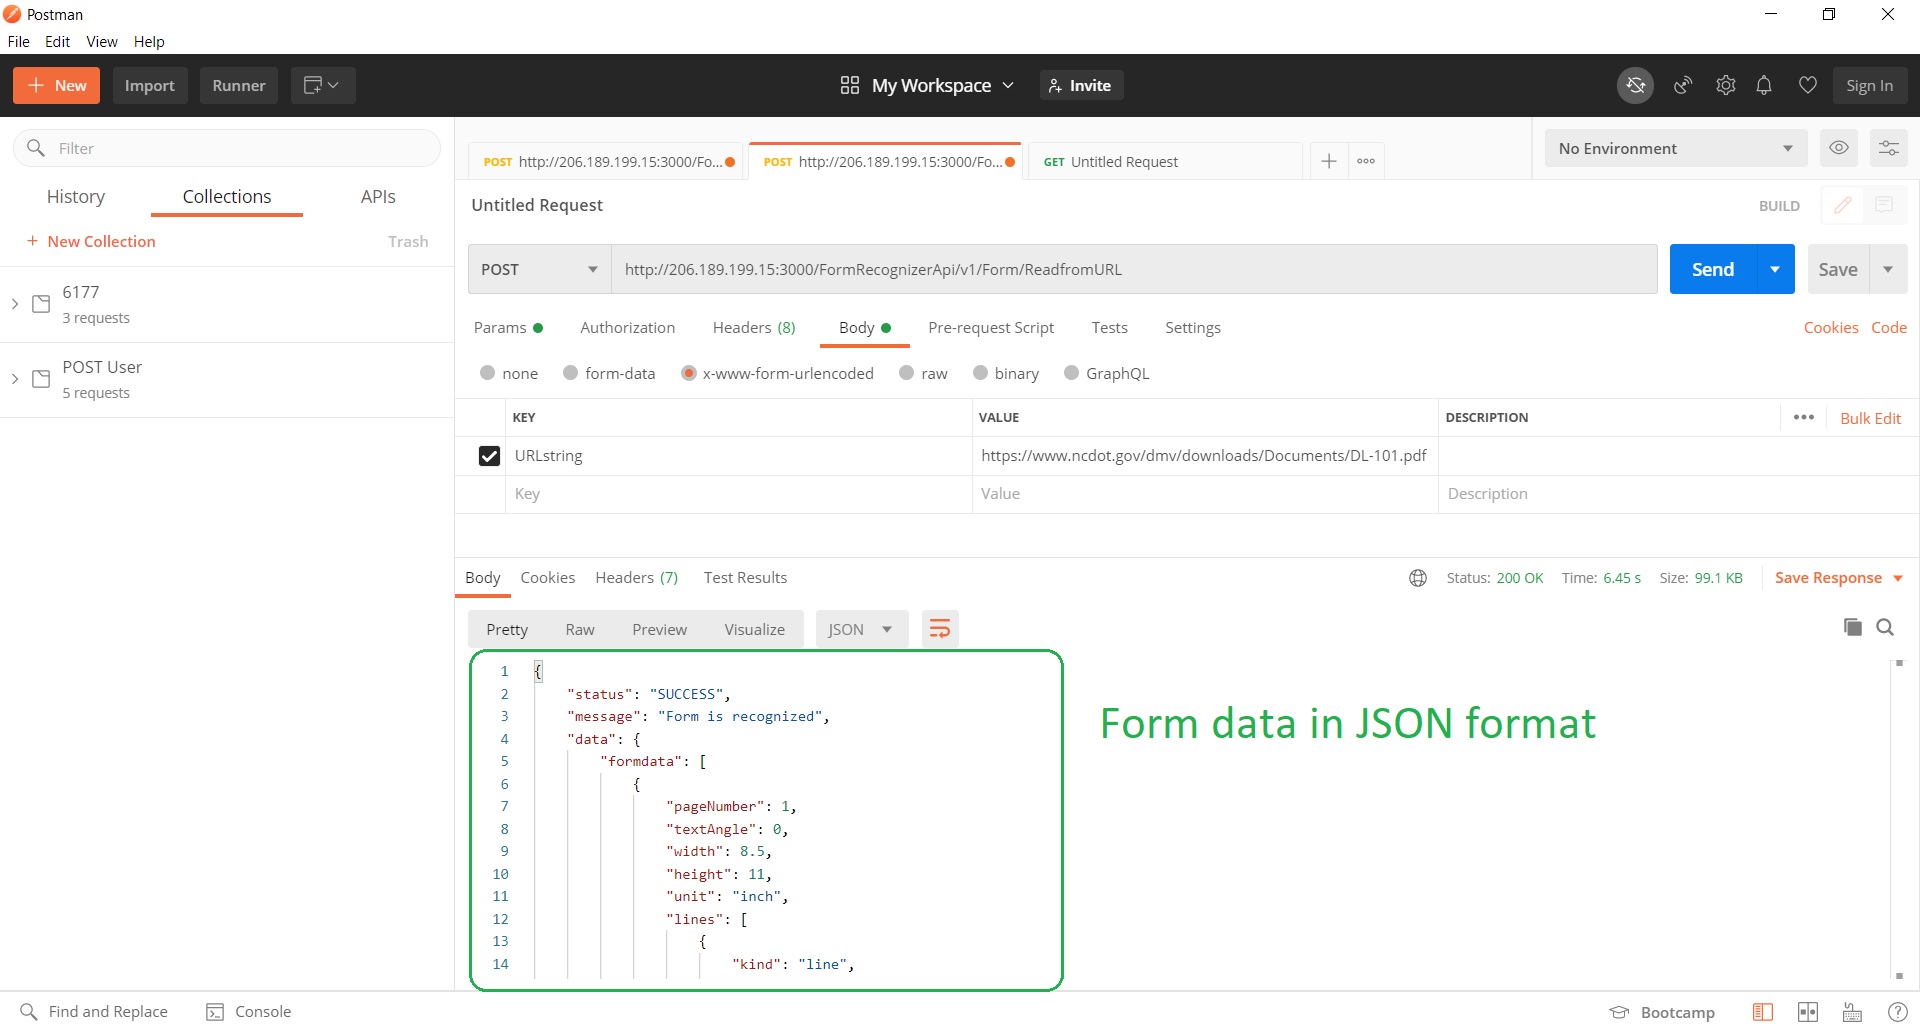 Postman
File Edit View Help
+ New Import Runner My Workspace Invite Sign In
Filter
History Collections APIs
+ New Collection Trash
6177
3 requests
POST User
5 requests
POST http://206.189.199.15:3000/Fo... POST http://206.189.199.15:3000/Fo... GET Untitled Request + ooo No Environment
Untitled Request BUILD
POST http://206.189.199.15:3000/FormRecognizerApi/v1/Form/ReadfromURL Send Save
Params Authorization Headers (8) Body Pre-request Script Tests Settings Cookies Code
none form-data x-www-form-urlencoded raw binary GraphQL
KEY VALUE DESCRIPTION ••• Bulk Edit
URLstring https://www.ncdot.gov/dmv/downloads/Documents/DL-101.pdf
Key Value Description
Body Cookies Headers (7) Test Results Status: 200 OK Time: 6.45 s Size: 99.1 KB Save Response
Pretty Raw Preview Visualize JSON
1 {
2 "status": "SUCCESS",
3 "message": "Form is recognized",
4 "data": {
5 "formdata": [
6 {
7 "pageNumber": 1,
8 "textAngle": 0,
9 "width": 8.5,
10 "height": 11,
11 "unit": "inch",
12 "lines": [
13 {
14 "kind": "line",
Form data in JSON format
Find and Replace Console Bootcamp